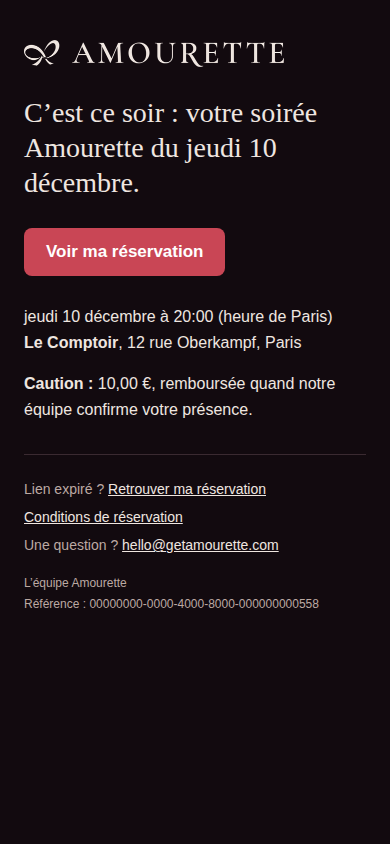 AMOURETTE
C’est ce soir : votre soirée
Amourette du jeudi 10
décembre.
Voir ma réservation
jeudi 10 décembre à 20:00 (heure de Paris)
Le Comptoir, 12 rue Oberkampf, Paris
Caution : 10,00 €, remboursée quand notre
équipe confirme votre présence.
Lien expiré ? Retrouver ma réservation
Conditions de réservation
Une question ? hello@getamourette.com
L’équipe Amourette
Référence : 00000000-0000-4000-8000-000000000558